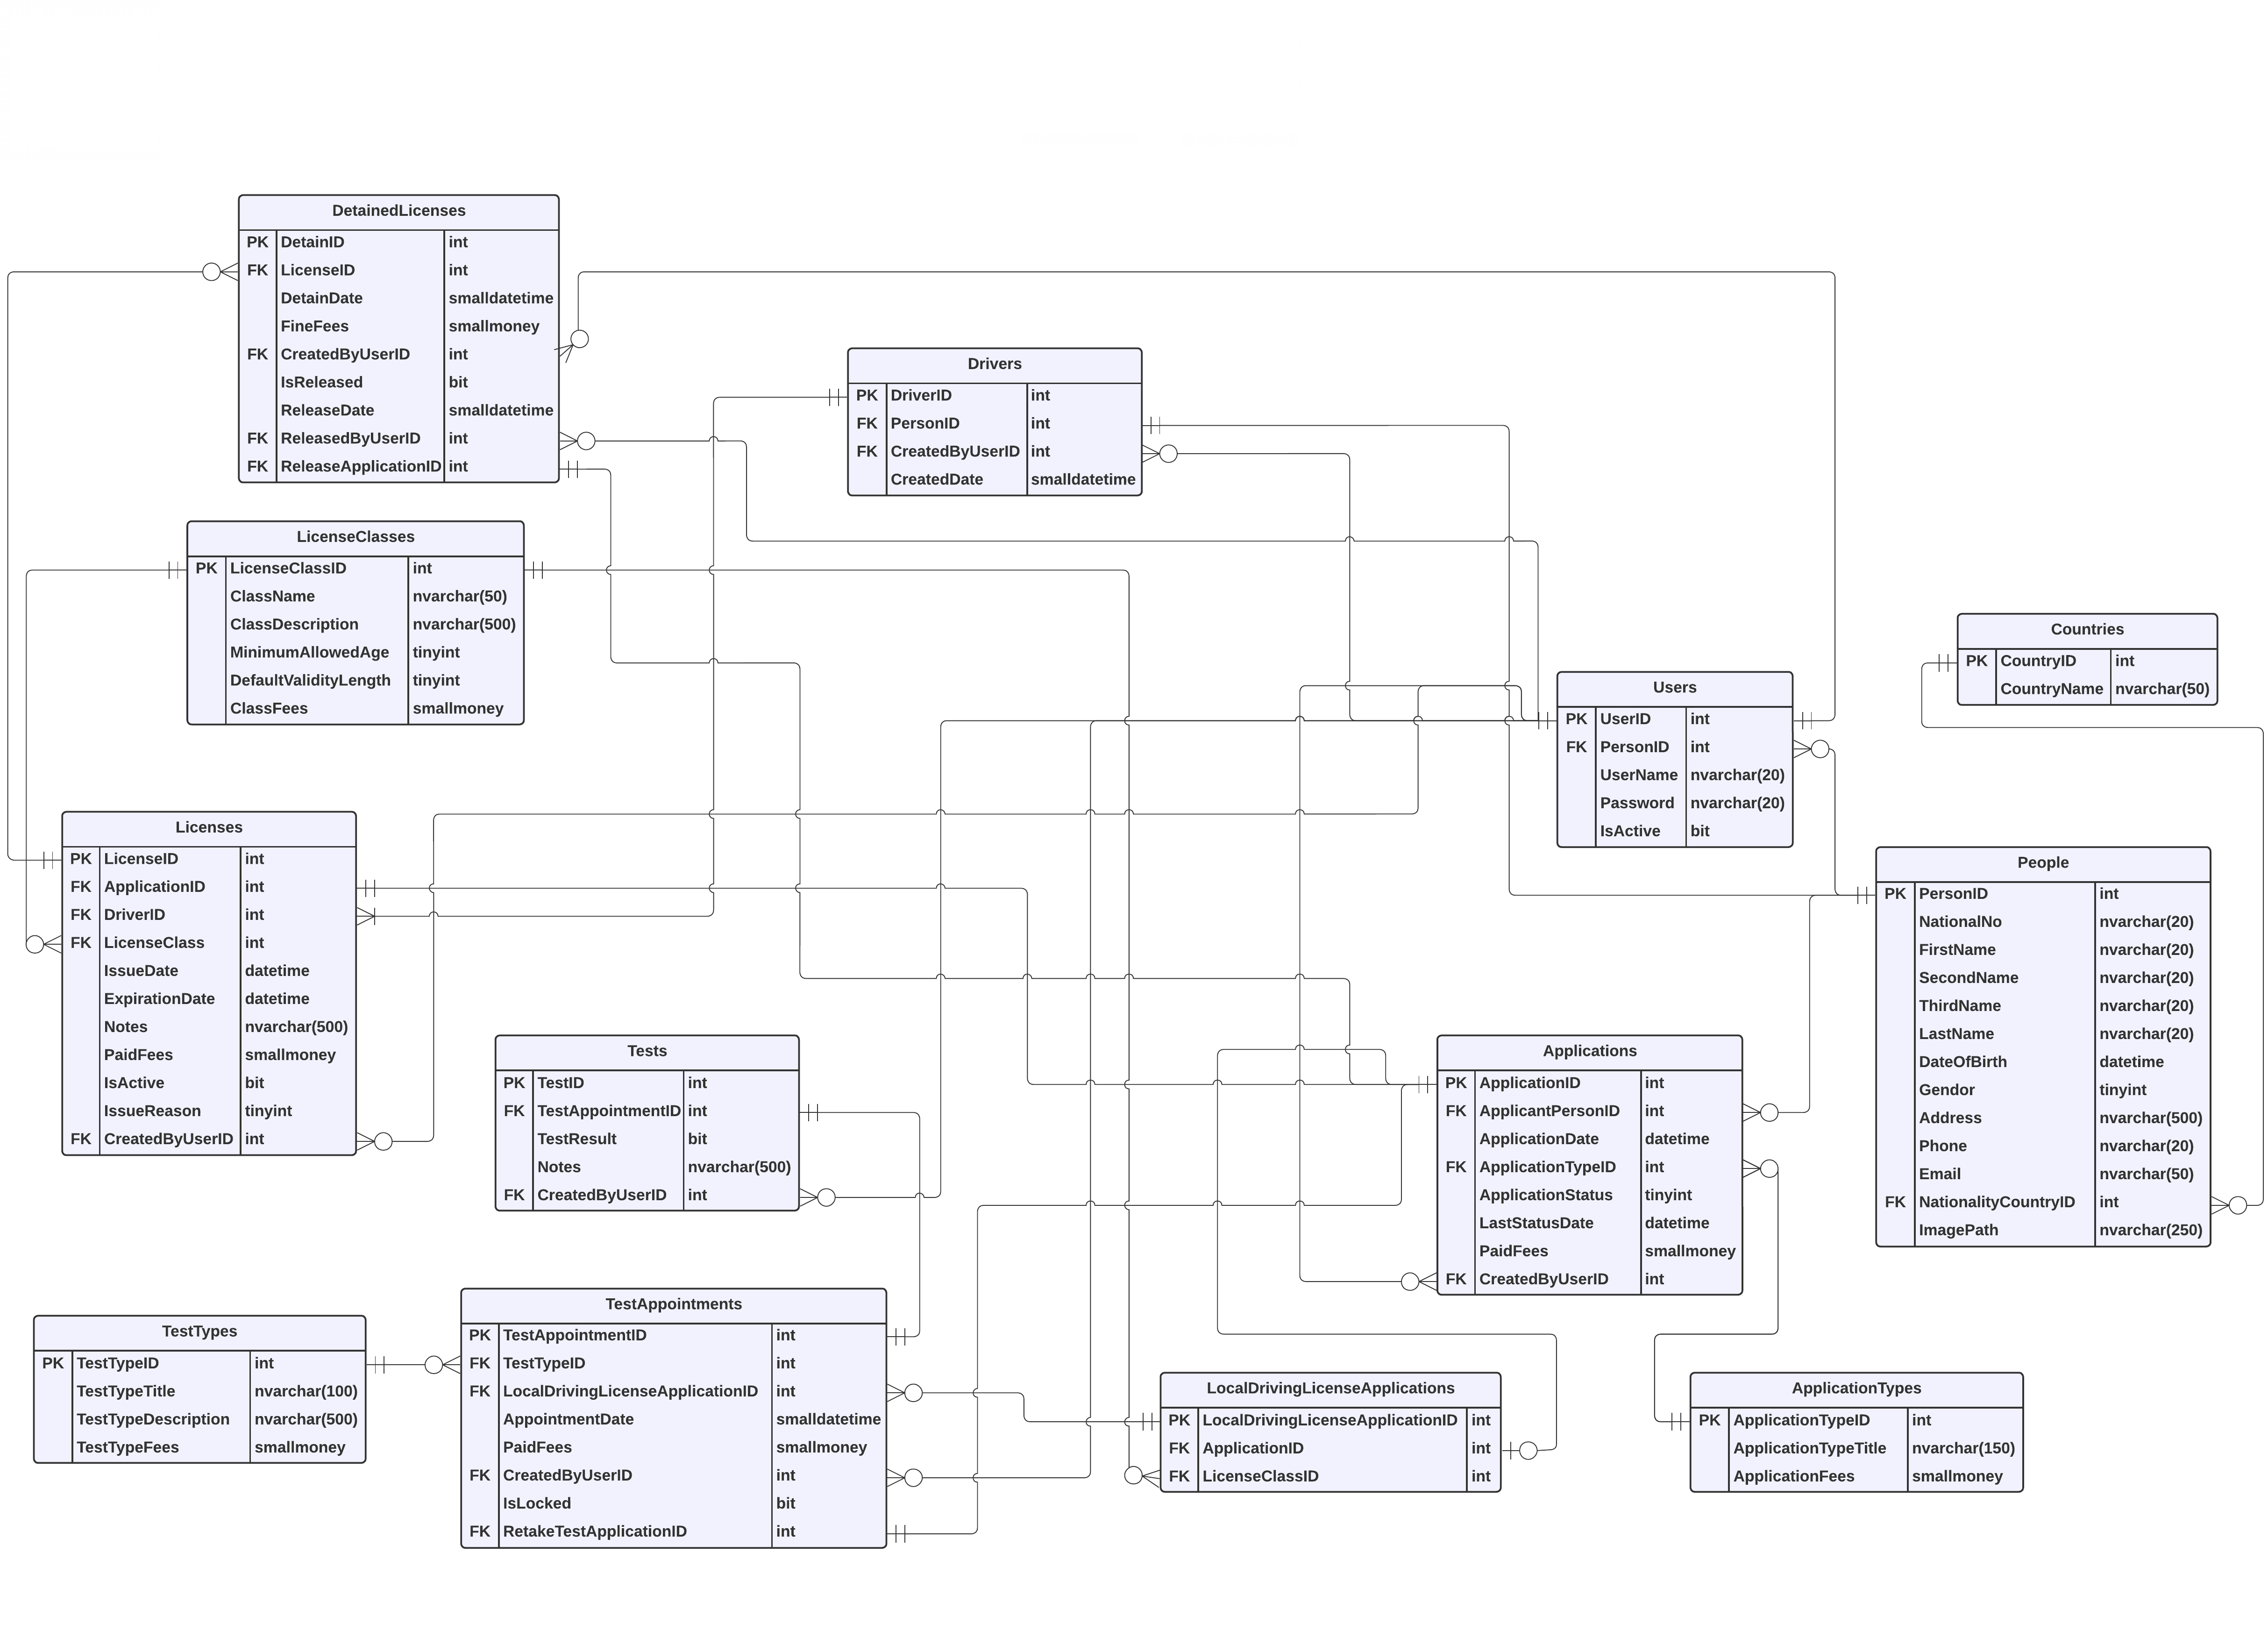 DetainedLicenses
PK DetainID int
FK LicenseID int
DetainDate smalldatetime
FineFees smallmoney
FK CreatedByUserID int
IsReleased bit
ReleaseDate smalldatetime
FK ReleasedByUserID int
FK ReleaseApplicationID int
Drivers
PK DriverID int
FK PersonID int
FK CreatedByUserID int
CreatedDate smalldatetime
LicenseClasses
PK LicenseClassID int
ClassName nvarchar(50)
ClassDescription nvarchar(500)
MinimumAllowedAge tinyint
DefaultValidityLength tinyint
ClassFees smallmoney
Countries
PK CountryID int
CountryName nvarchar(50)
Users
PK UserID int
FK PersonID int
UserName nvarchar(20)
Password nvarchar(20)
IsActive bit
Licenses
PK LicenseID int
FK ApplicationID int
FK DriverID int
FK LicenseClass int
IssueDate datetime
ExpirationDate datetime
Notes nvarchar(500)
PaidFees smallmoney
IsActive bit
IssueReason tinyint
FK CreatedByUserID int
People
PK PersonID int
NationalNo nvarchar(20)
FirstName nvarchar(20)
SecondName nvarchar(20)
ThirdName nvarchar(20)
LastName nvarchar(20)
DateOfBirth datetime
Gendor tinyint
Address nvarchar(500)
Phone nvarchar(20)
Email nvarchar(50)
FK NationalityCountryID int
ImagePath nvarchar(250)
Tests
PK TestID int
FK TestAppointmentID int
TestResult bit
Notes nvarchar(500)
FK CreatedByUserID int
Applications
PK ApplicationID int
FK ApplicantPersonID int
ApplicationDate datetime
FK ApplicationTypeID int
ApplicationStatus tinyint
LastStatusDate datetime
PaidFees smallmoney
FK CreatedByUserID int
TestTypes
PK TestTypeID int
TestTypeTitle nvarchar(100)
TestTypeDescription nvarchar(500)
TestTypeFees smallmoney
TestAppointments
PK TestAppointmentID int
FK TestTypeID int
FK LocalDrivingLicenseApplicationID int
AppointmentDate smalldatetime
PaidFees smallmoney
FK CreatedByUserID int
IsLocked bit
FK RetakeTestApplicationID int
LocalDrivingLicenseApplications
PK LocalDrivingLicenseApplicationID int
FK ApplicationID int
FK LicenseClassID int
ApplicationTypes
PK ApplicationTypeID int
ApplicationTypeTitle nvarchar(150)
ApplicationFees smallmoney